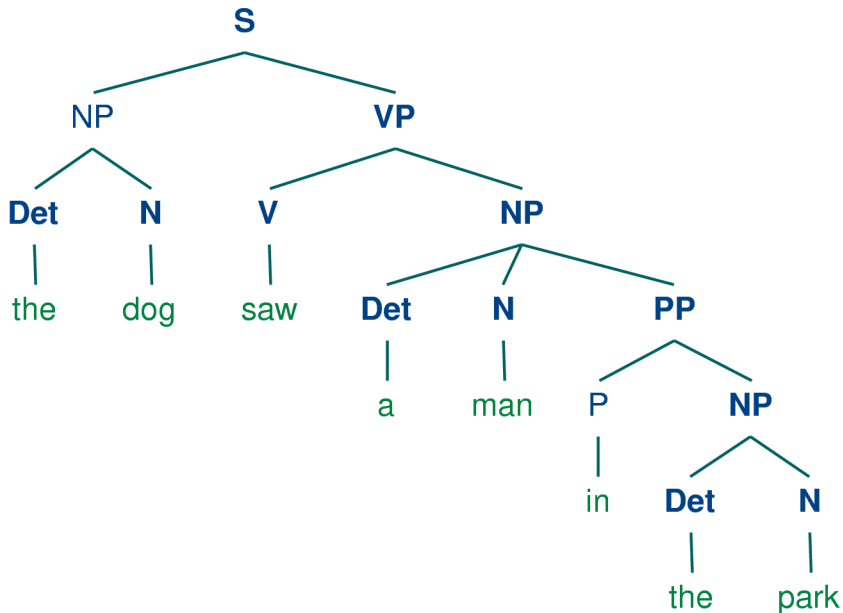 S
NP VP
Det N V NP
the dog saw Det N PP
a man P NP
in Det N
the park